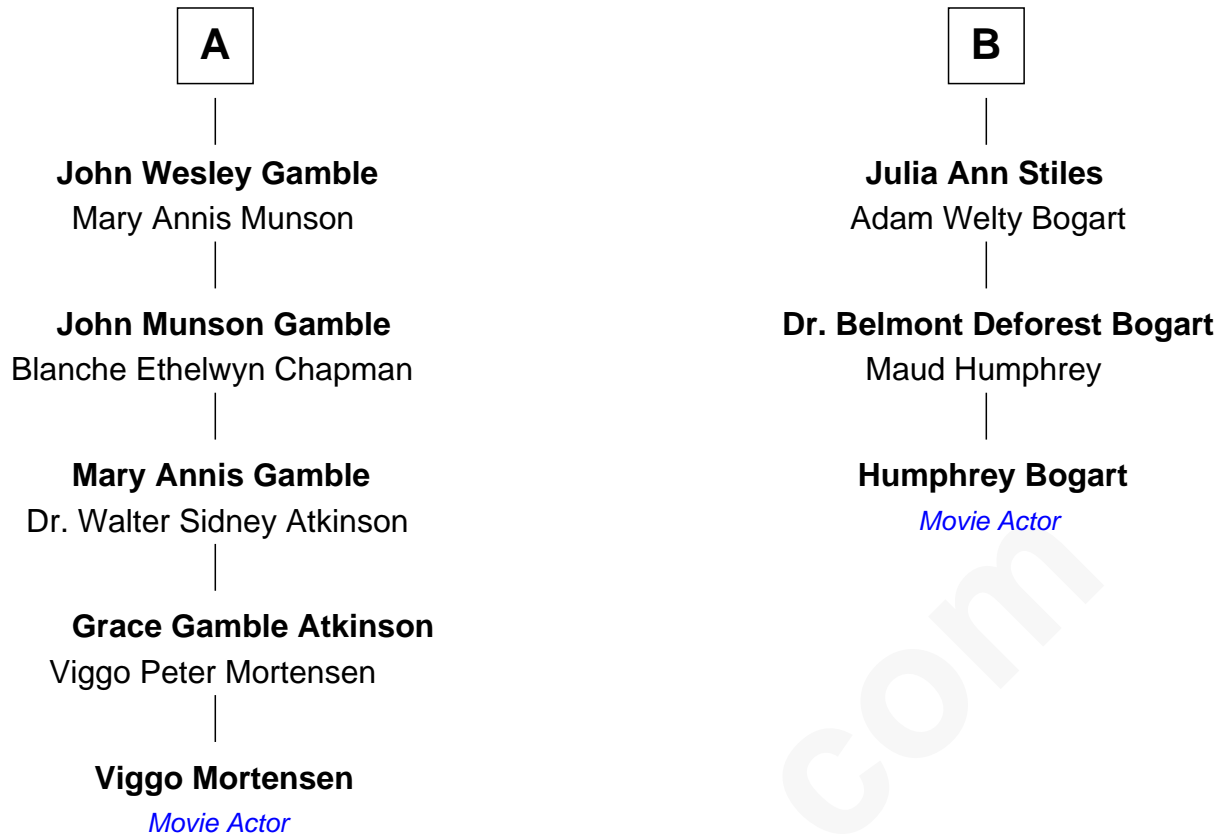 A
John Wesley Gamble
Mary Annis Munson
John Munson Gamble
Blanche Ethelwyn Chapman
Mary Annis Gamble
Dr. Walter Sidney Atkinson
Grace Gamble Atkinson
Viggo Peter Mortensen
Viggo Mortensen
Movie Actor
B
Julia Ann Stiles
Adam Welty Bogart
Dr. Belmont Deforest Bogart
Maud Humphrey
Humphrey Bogart
Movie Actor
com